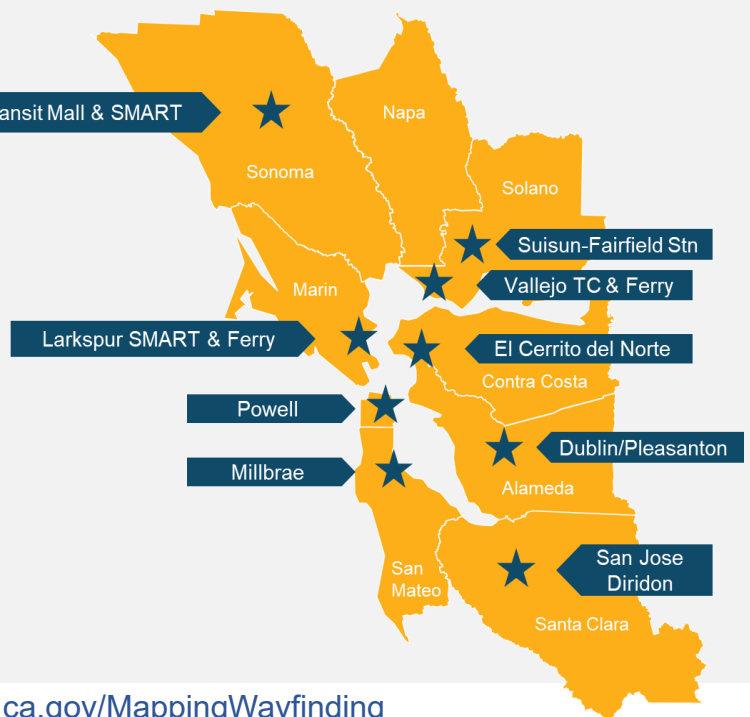 Mall & SMART
Napa
Sonoma
Solano
Suisun-Fairfield Stn
Marin
Vallejo TC & Ferry
Larkspur SMART & Ferry
El Cerrito del Norte
Contra Costa
Powell
Dublin/Pleasanton
Millbrae
Alameda
San Jose
Diridon
San
Mateo
Santa Clara
ca.gov/MappingWayfinding